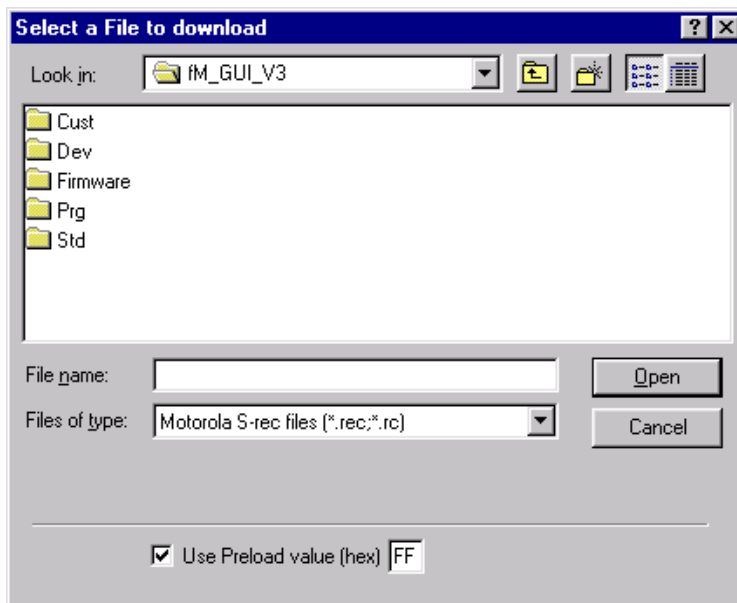 Select a File to download
Look in: fM_GUI_V3
Cust
Dev
Firmware
Prg
Std
File name:
Open
Files of type: Motorola S-rec files (*.rec;*.rc)
Cancel
Use Preload value (hex) FF